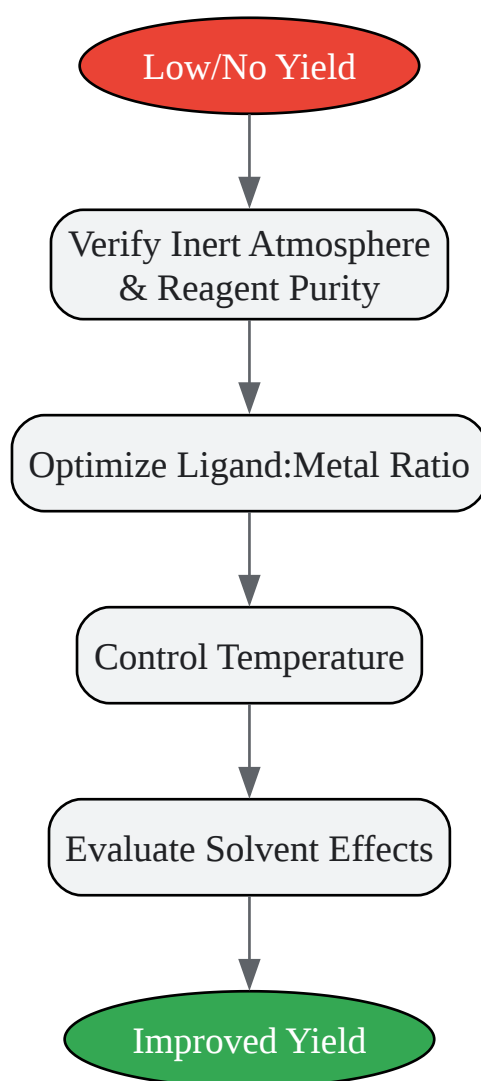 Low/No Yield
Verify Inert Atmosphere
& Reagent Purity
Optimize Ligand:Metal Ratio
Control Temperature
Evaluate Solvent Effects
Improved Yield